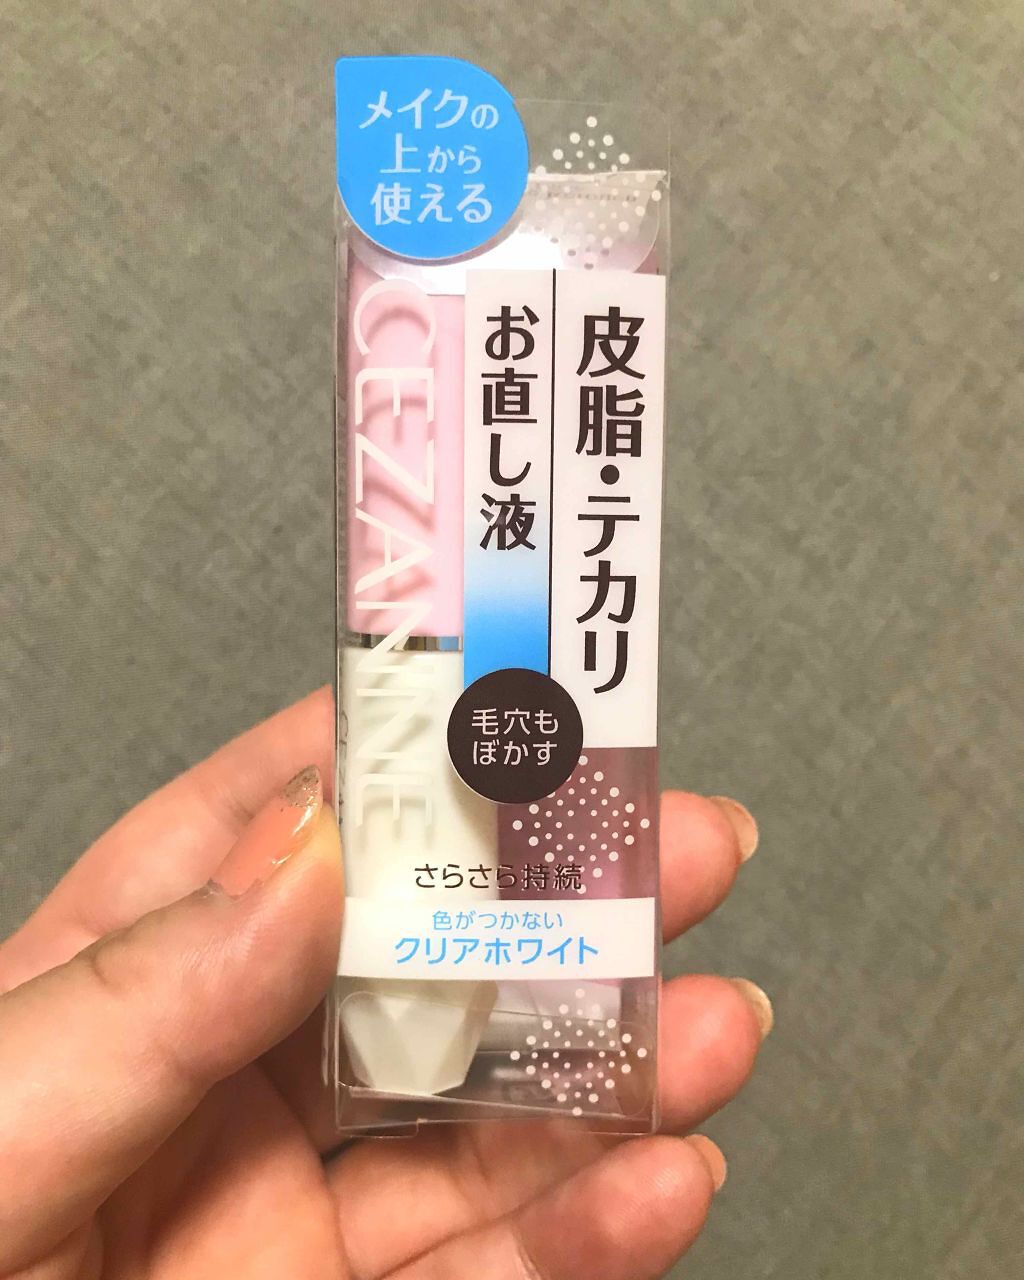 メイクの
上から
使える
CEZANNE
皮脂・テカリ
お直し液
毛穴も
ぼかす
さらさら持続
色がつかない
クリアホワイト